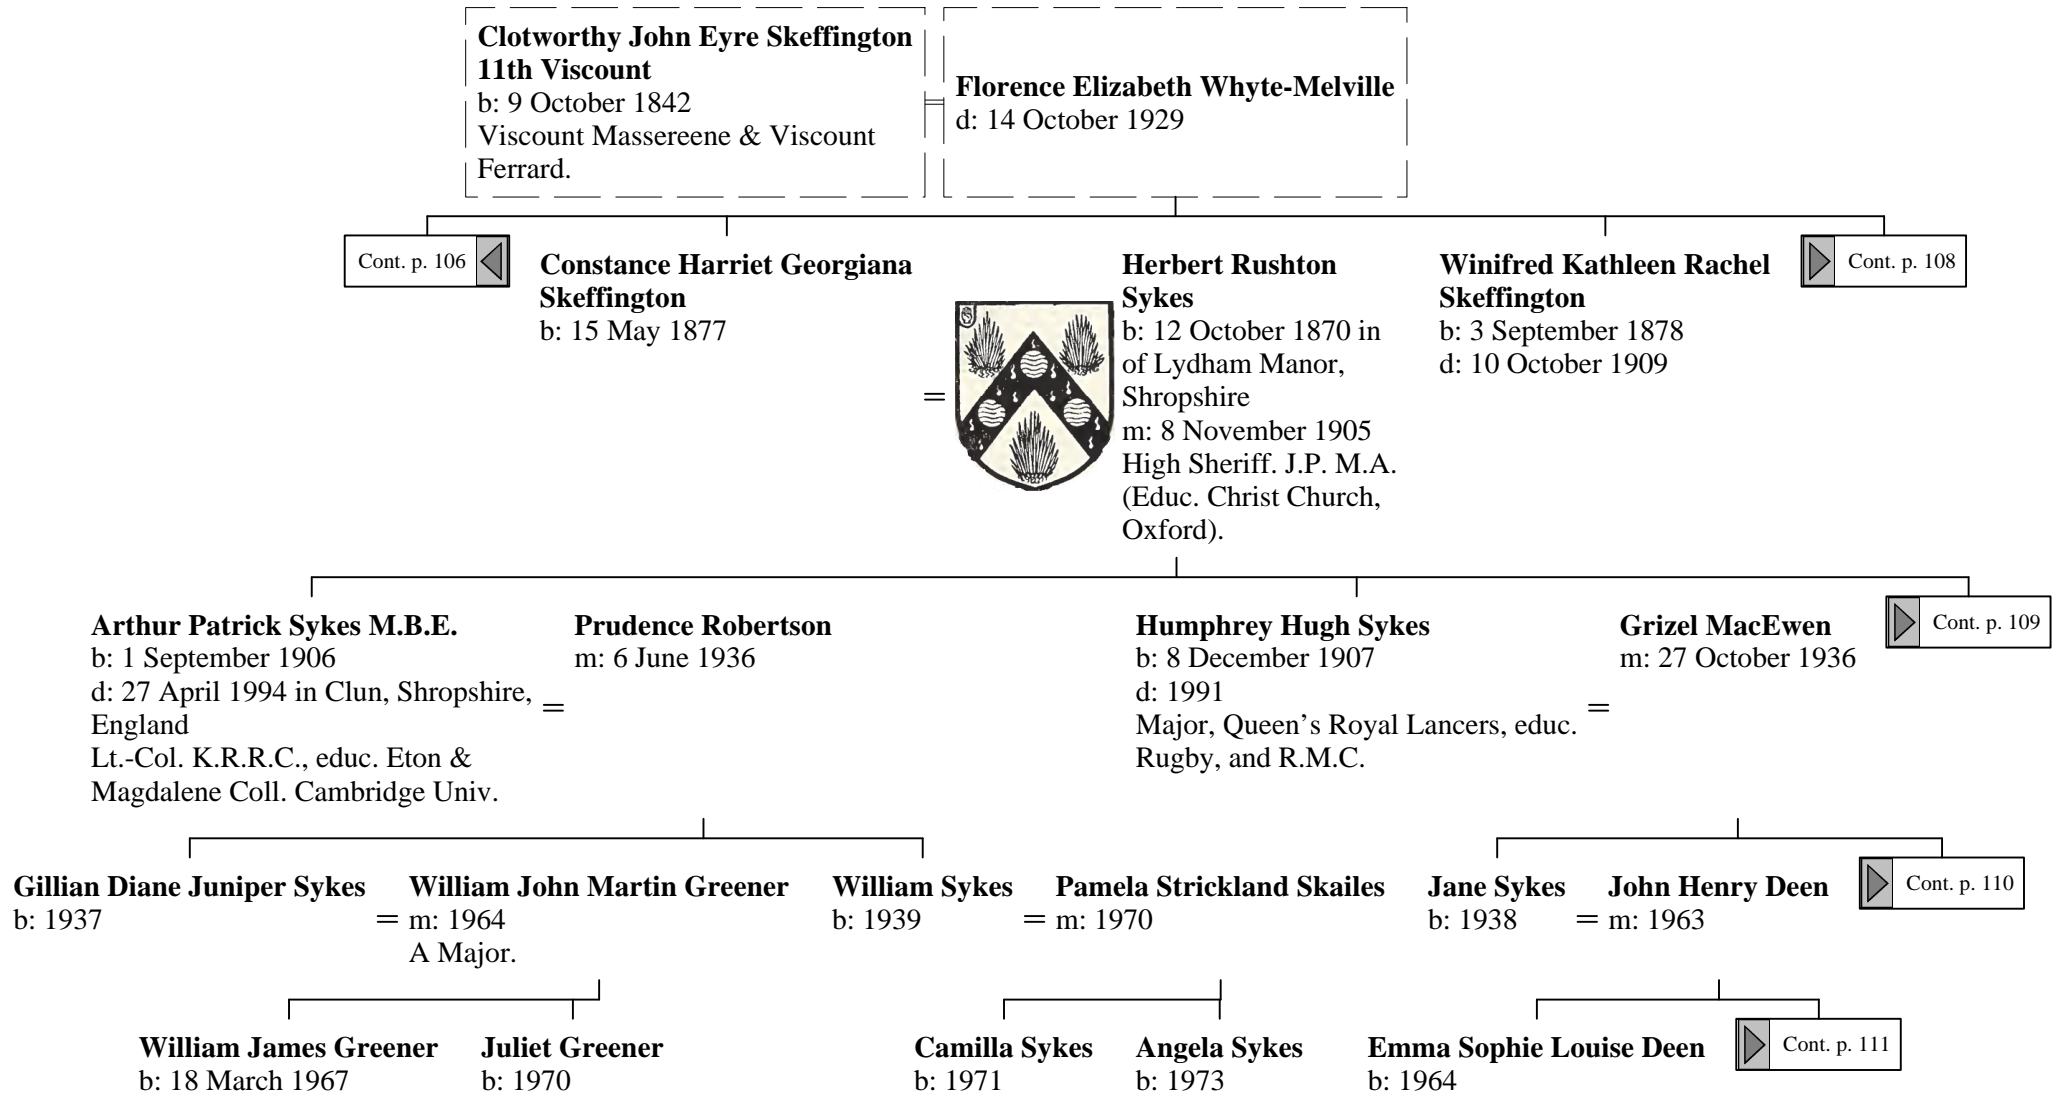 Clotworthy John Eyre Skeffington
11th Viscount
b: 9 October 1842
Viscount Massereene & Viscount
Ferrard.
Florence Elizabeth Whyte-Melville
d: 14 October 1929
Cont. p. 106
Constance Harriet Georgiana
Skeffington
b: 15 May 1877
=
Herbert Rushton
Sykes
b: 12 October 1870 in
of Lydham Manor,
Shropshire
m: 8 November 1905
High Sheriff. J.P. M.A.
(Educ. Christ Church,
Oxford).
Winifred Kathleen Rachel
Skeffington
b: 3 September 1878
d: 10 October 1909
Cont. p. 108
Arthur Patrick Sykes M.B.E.
b: 1 September 1906
d: 27 April 1994 in Clun, Shropshire,
England
Lt.-Col. K.R.R.C., educ. Eton &
Magdalene Coll. Cambridge Univ.
=
Prudence Robertson
m: 6 June 1936
Humphrey Hugh Sykes
b: 8 December 1907
d: 1991
Major, Queen’s Royal Lancers, educ.
Rugby, and R.M.C.
=
Grizel MacEwen
m: 27 October 1936
Cont. p. 109
Gillian Diane Juniper Sykes
b: 1937
=
William John Martin Greener
m: 1964
A Major.
William Sykes
b: 1939
=
Pamela Strickland Skailes
m: 1970
Jane Sykes
b: 1938
=
John Henry Deen
m: 1963
Cont. p. 110
William James Greener
b: 18 March 1967
Juliet Greener
b: 1970
Camilla Sykes
b: 1971
Angela Sykes
b: 1973
Emma Sophie Louise Deen
b: 1964
Cont. p. 111